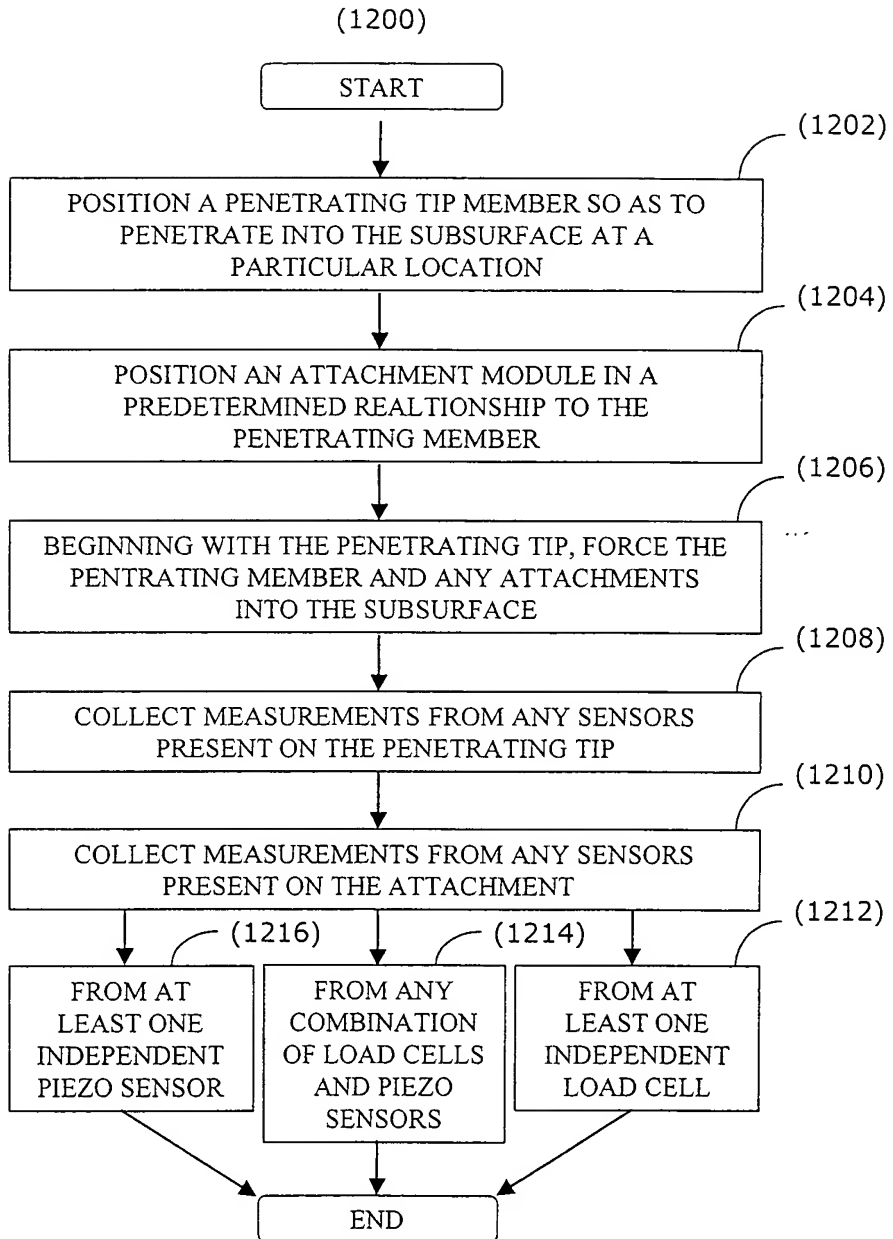 (1200)
START
(1202)
POSITION A PENETRATING TIP MEMBER SO AS TO
PENETRATE INTO THE SUBSURFACE AT A
PARTICULAR LOCATION
(1204)
POSITION AN ATTACHMENT MODULE IN A
PREDETERMINED REALTIONSHIP TO THE
PENETRATING MEMBER
(1206)
BEGINNING WITH THE PENETRATING TIP, FORCE THE
PENTRATING MEMBER AND ANY ATTACHMENTS
INTO THE SUBSURFACE
(1208)
COLLECT MEASUREMENTS FROM ANY SENSORS
PRESENT ON THE PENETRATING TIP
(1210)
COLLECT MEASUREMENTS FROM ANY SENSORS
PRESENT ON THE ATTACHMENT
(1216)
FROM AT
LEAST ONE
INDEPENDENT
PIEZO SENSOR
(1214)
FROM ANY
COMBINATION
OF LOAD CELLS
AND PIEZO
SENSORS
(1212)
FROM AT
LEAST ONE
INDEPENDENT
LOAD CELL
END